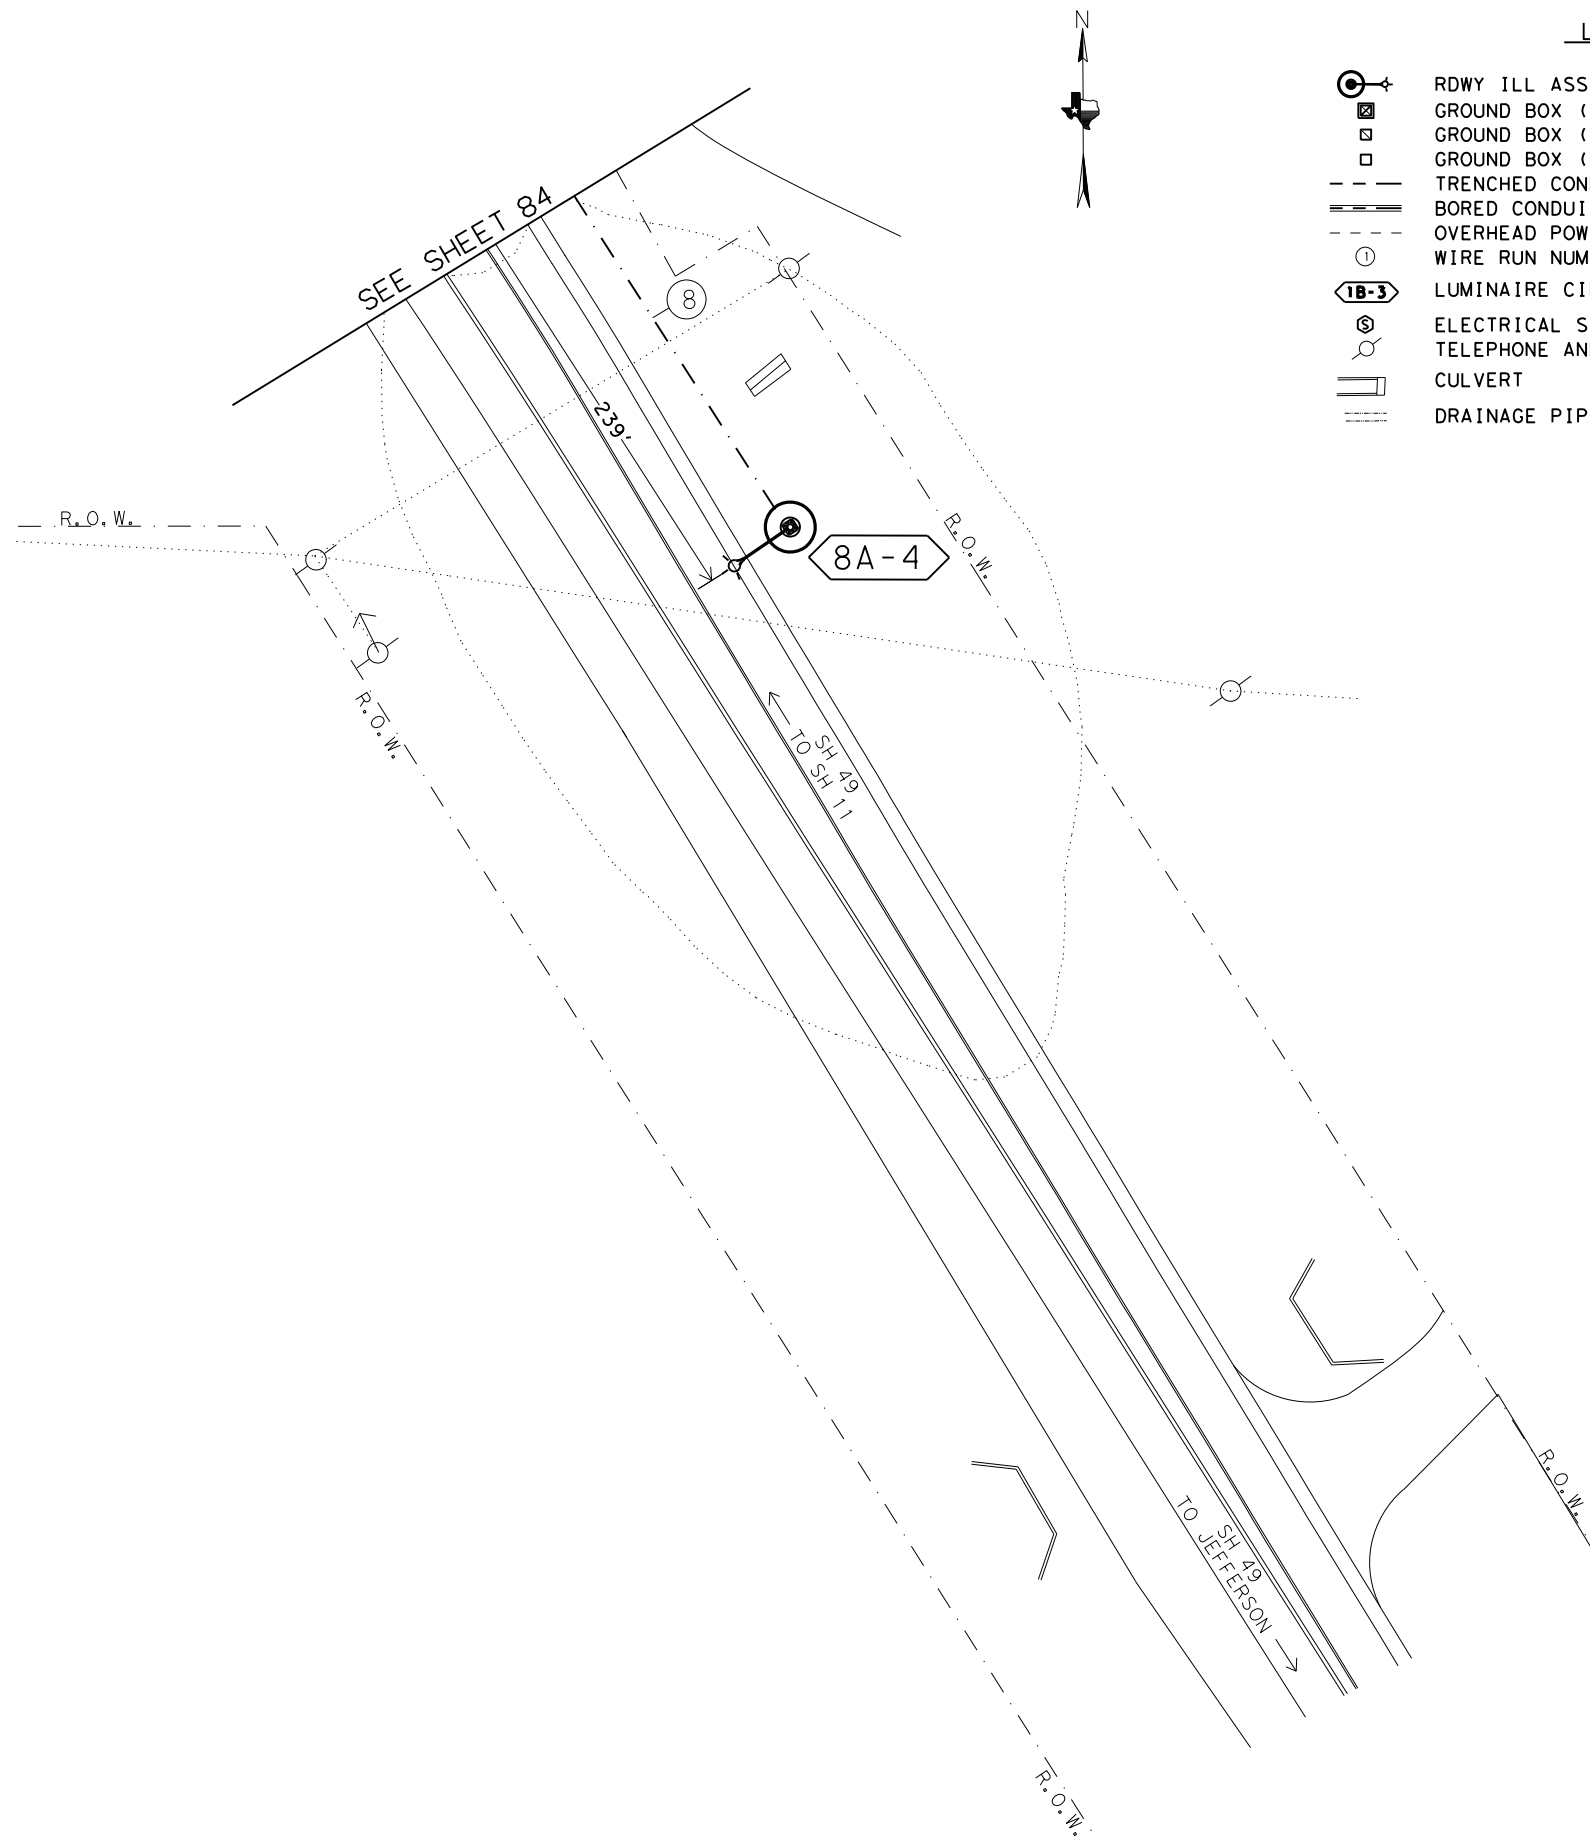 N
L
RDWY ILL ASS
GROUND BOX (
GROUND BOX (
GROUND BOX (
TRENCHED CON
BORED CONDUI
OVERHEAD POW
1
WIRE RUN NUM
1B-3
LUMINAIRE CI
S
ELECTRICAL S
TELEPHONE AN
CULVERT
DRAINAGE PIP
SEE SHEET 84
8
239'
R.O.W.
R.O.W.
8A-4
R.O.W.
SH 49
TO SH 11
R.O.W.
SH 49
TO JEFFERSON
R.O.W.